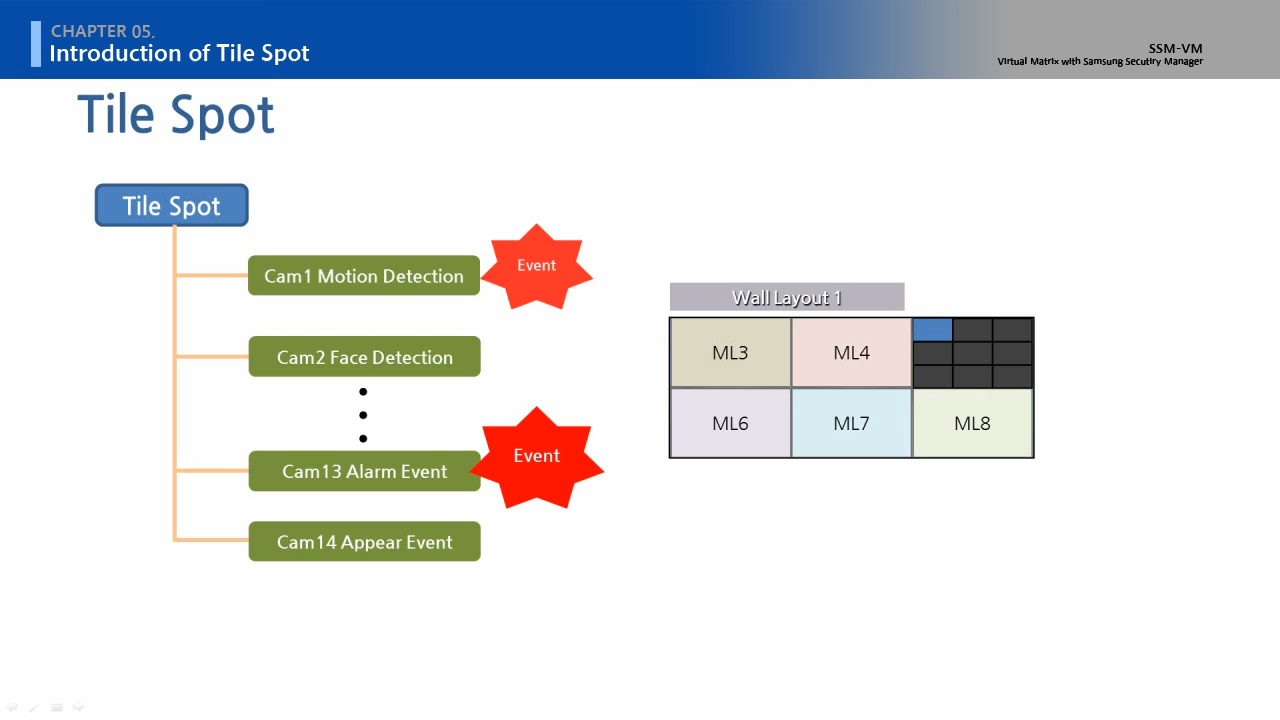 CHAPTER 05.
Introduction of Tile Spot
SSM-VM
Virtual Matrix with Samsung Secutiry Manager
Tile Spot
Tile Spot
Cam1 Motion Detection
Event
Cam2 Face Detection
Cam13 Alarm Event
Event
Cam14 Appear Event
Wall Layout 1
ML3
ML4
ML6
ML7
ML8